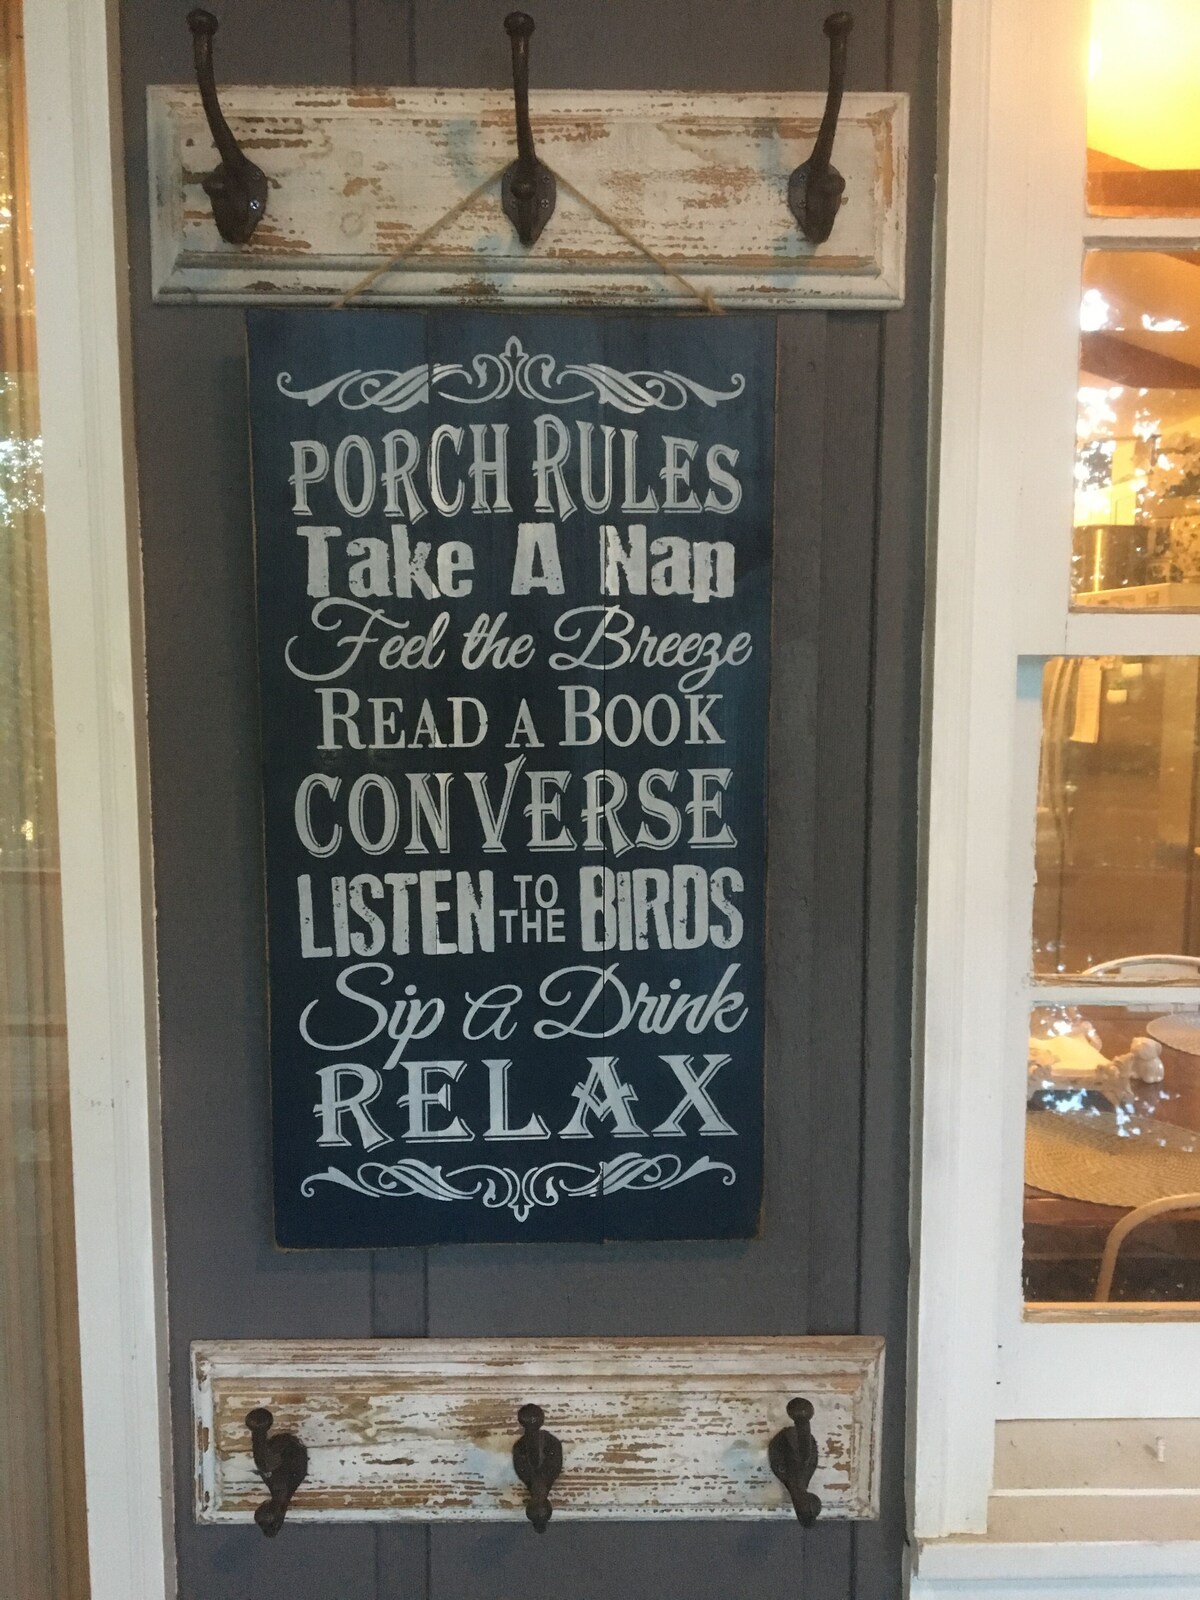 PORCH RULES
Take A Nap
Feel the Breeze
READ A BOOK
CONVERSE
LISTEN TO THE BIRDS
Sip A Drink
RELAX